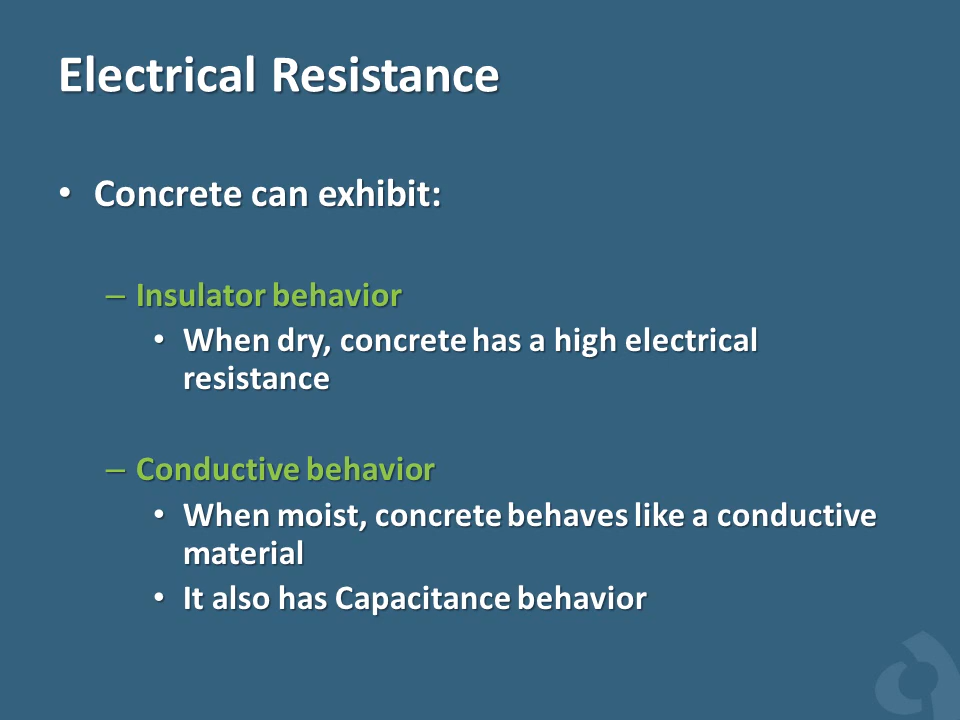 Electrical Resistance
• Concrete can exhibit:
– Insulator behavior
• When dry, concrete has a high electrical
resistance
– Conductive behavior
• When moist, concrete behaves like a conductive
material
• It also has Capacitance behavior